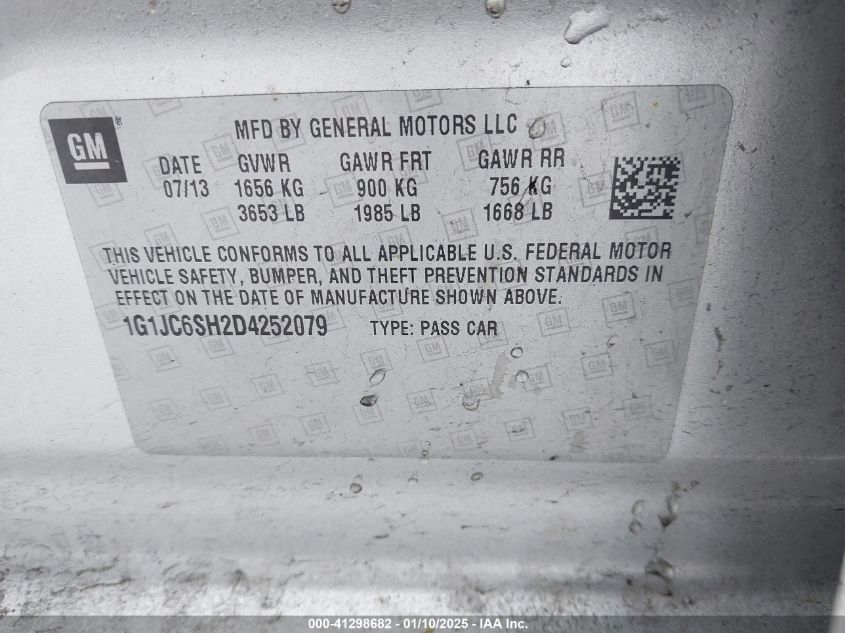 GM ®
MFD BY GENERAL MOTORS LLC
DATE GVWR GAWR FRT GAWR RR
07/13 1656 KG 900 KG 756 KG
3653 LB 1985 LB 1668 LB
THIS VEHICLE CONFORMS TO ALL APPLICABLE U.S. FEDERAL MOTOR
VEHICLE SAFETY, BUMPER, AND THEFT PREVENTION STANDARDS IN
EFFECT ON THE DATE OF MANUFACTURE SHOWN ABOVE.
1G1JC6SH2D4252079 TYPE: PASS CAR
000-41298682 - 01/10/2025 - IAA Inc.